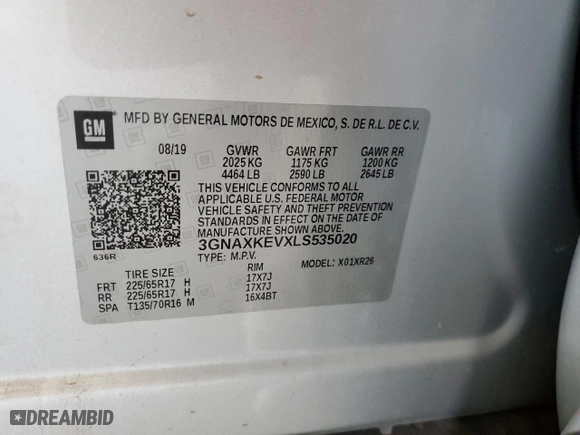 GM
MFD BY GENERAL MOTORS DE MEXICO, S. DE R.L. DE C.V.
08/19 GVWR GAWR FRT GAWR RR
2025 KG 1175 KG 1200 KG
4464 LB 2590 LB 2645 LB
THIS VEHICLE CONFORMS TO ALL
APPLICABLE U.S. FEDERAL MOTOR
VEHICLE SAFETY AND THEFT PREVENTION
STANDARDS IN EFFECT ON THE DATE OF
MANUFACTURE SHOWN ABOVE.
636R
3GNAXKEVXLS535020
TYPE: M.P.V. MODEL: X01XR26
TIRE SIZE RIM
FRT 225/65R17 H 17X7J
RR 225/65R17 H 17X7J
SPA T135/70R16 M 16X4BT
DREAMBID